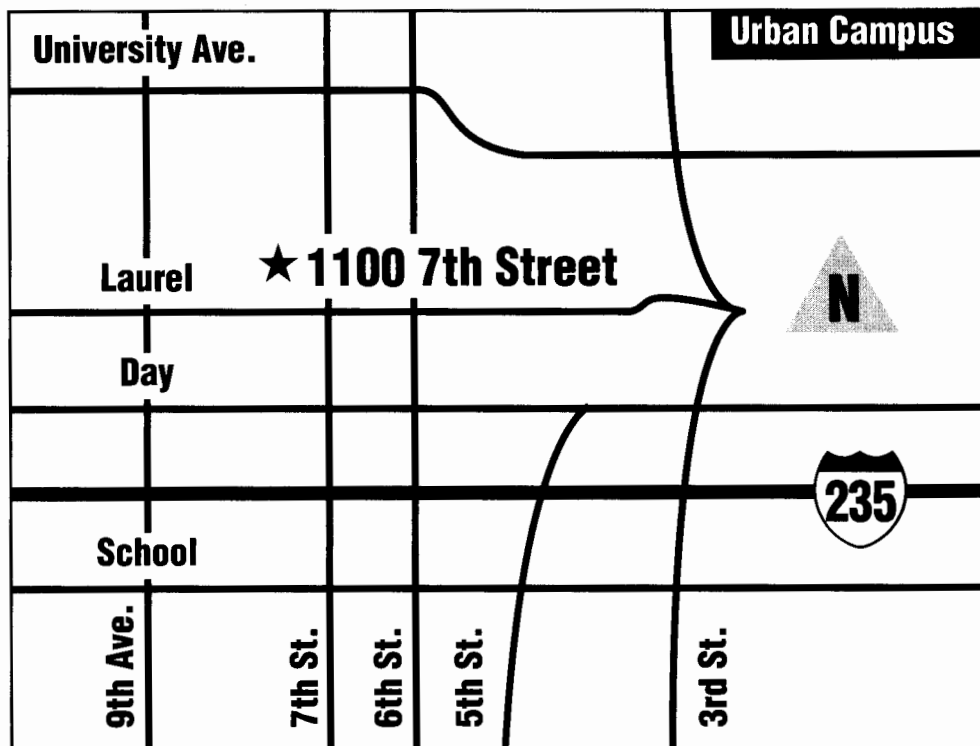 Urban Campus
University Ave.
★ 1100 7th Street
Laurel
N
Day
235
School
9th Ave.
7th St.
6th St.
5th St.
3rd St.